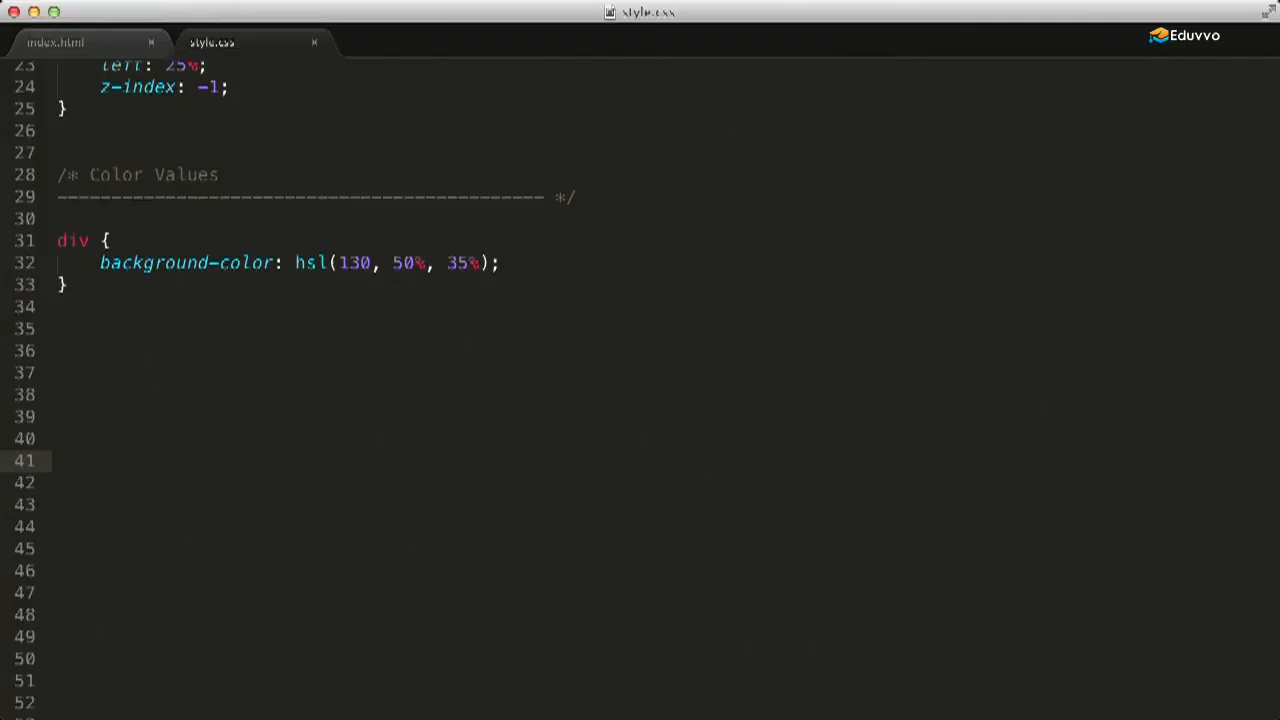 style.css
index.html × style.css ×
Eduvvo
23 left: 25%;
24 z-index: -1;
25 }
26
27
28 /* Color Values
29 --------------------------------------------- */
30
31 div {
32 background-color: hsl(130, 50%, 35%);
33 }
34
35
36
37
38
39
40
41
42
43
44
45
46
47
48
49
50
51
52